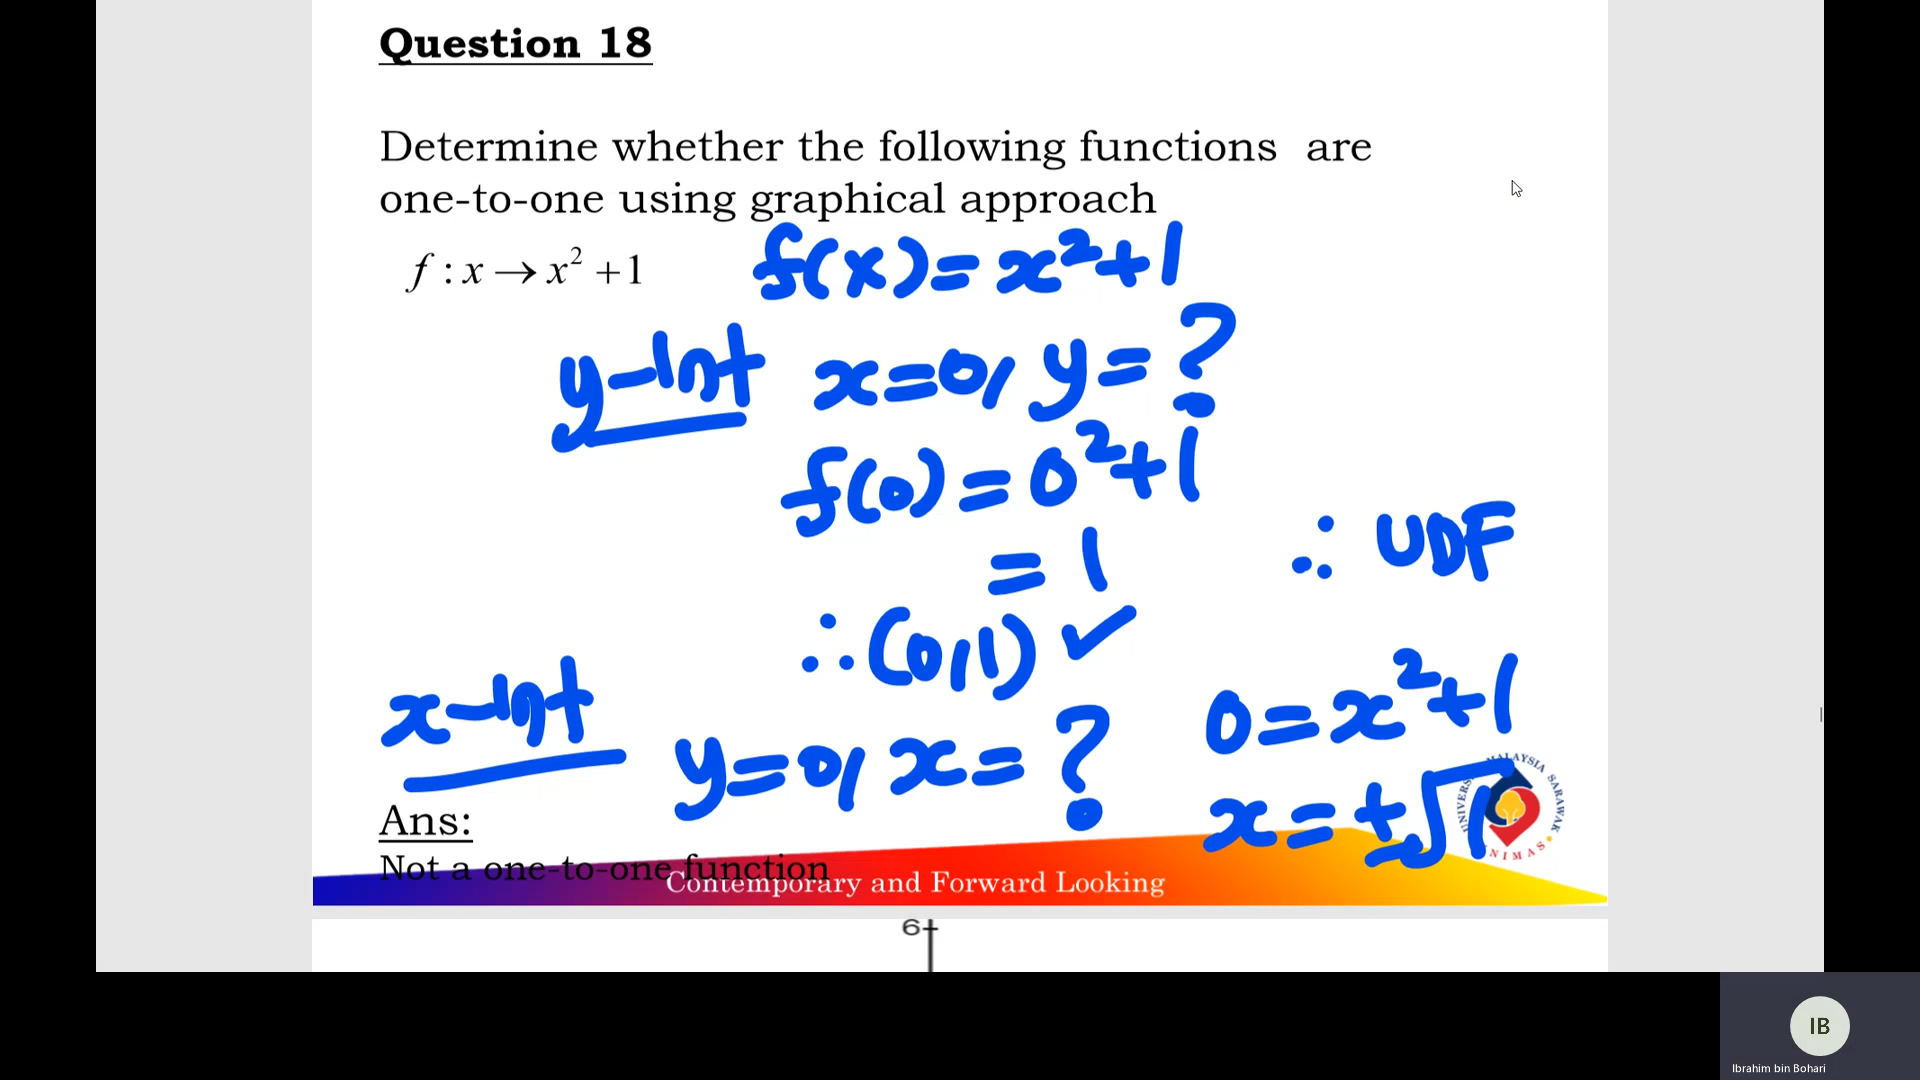 Question 18
Determine whether the following functions are
one-to-one using graphical approach
f : x → x² + 1
f(x) = x² + 1
y-Int x=0, y=?
f(0) = 0² + 1
= 1
∴ UDF
∴ (0,1) ✓
x-Int y=0, x=?
0 = x² + 1
x = ±√1
Ans:
Not a one-to-one function
Contemporary and Forward Looking
UNIMAS
6
IB
Ibrahim bin Bohari